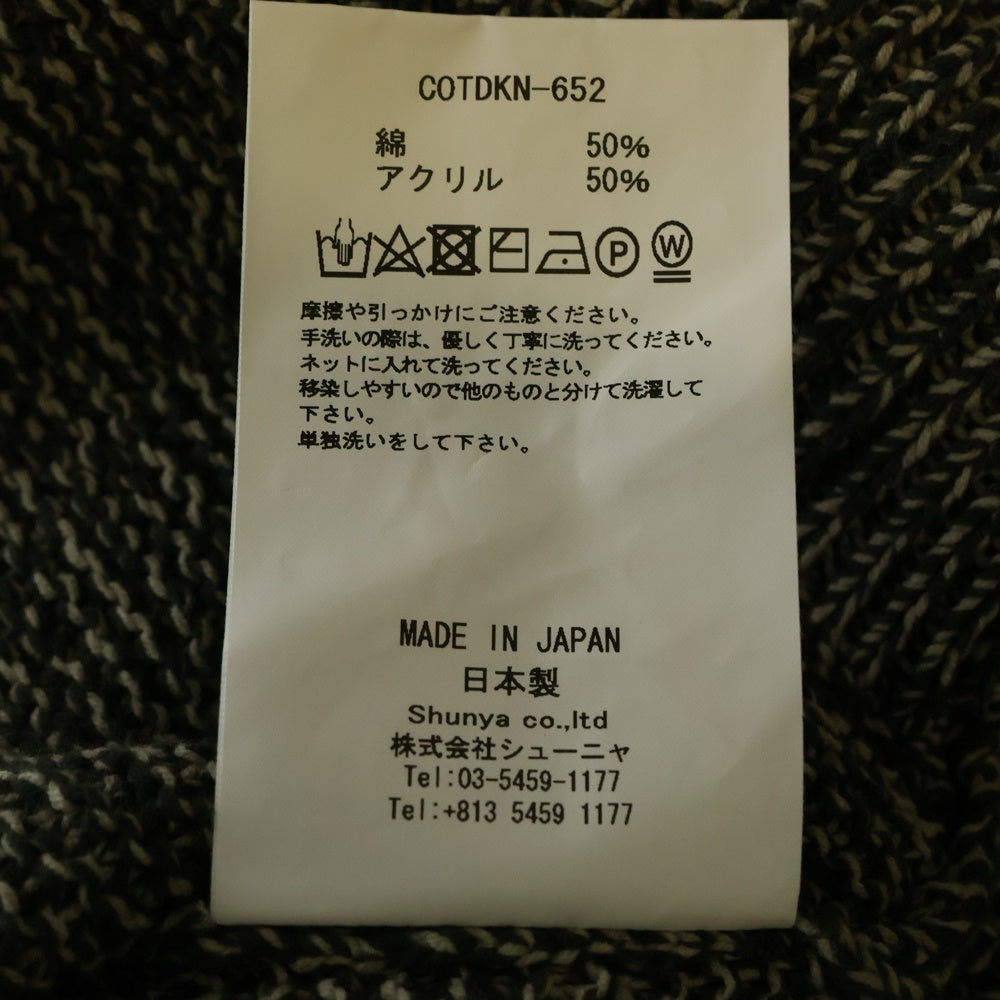 COTDKN-652
綿 50%
アクリル 50%
P W
摩擦や引っかけにご注意ください。
手洗いの際は、優しく丁寧に洗ってください。
ネットに入れて洗ってください。
移染しやすいので他のものと分けて洗濯して
下さい。
単独洗いをして下さい。
MADE IN JAPAN
日本製
Shunya co.,ltd
株式会社シューニャ
Tel:03-5459-1177
Tel:+813 5459 1177